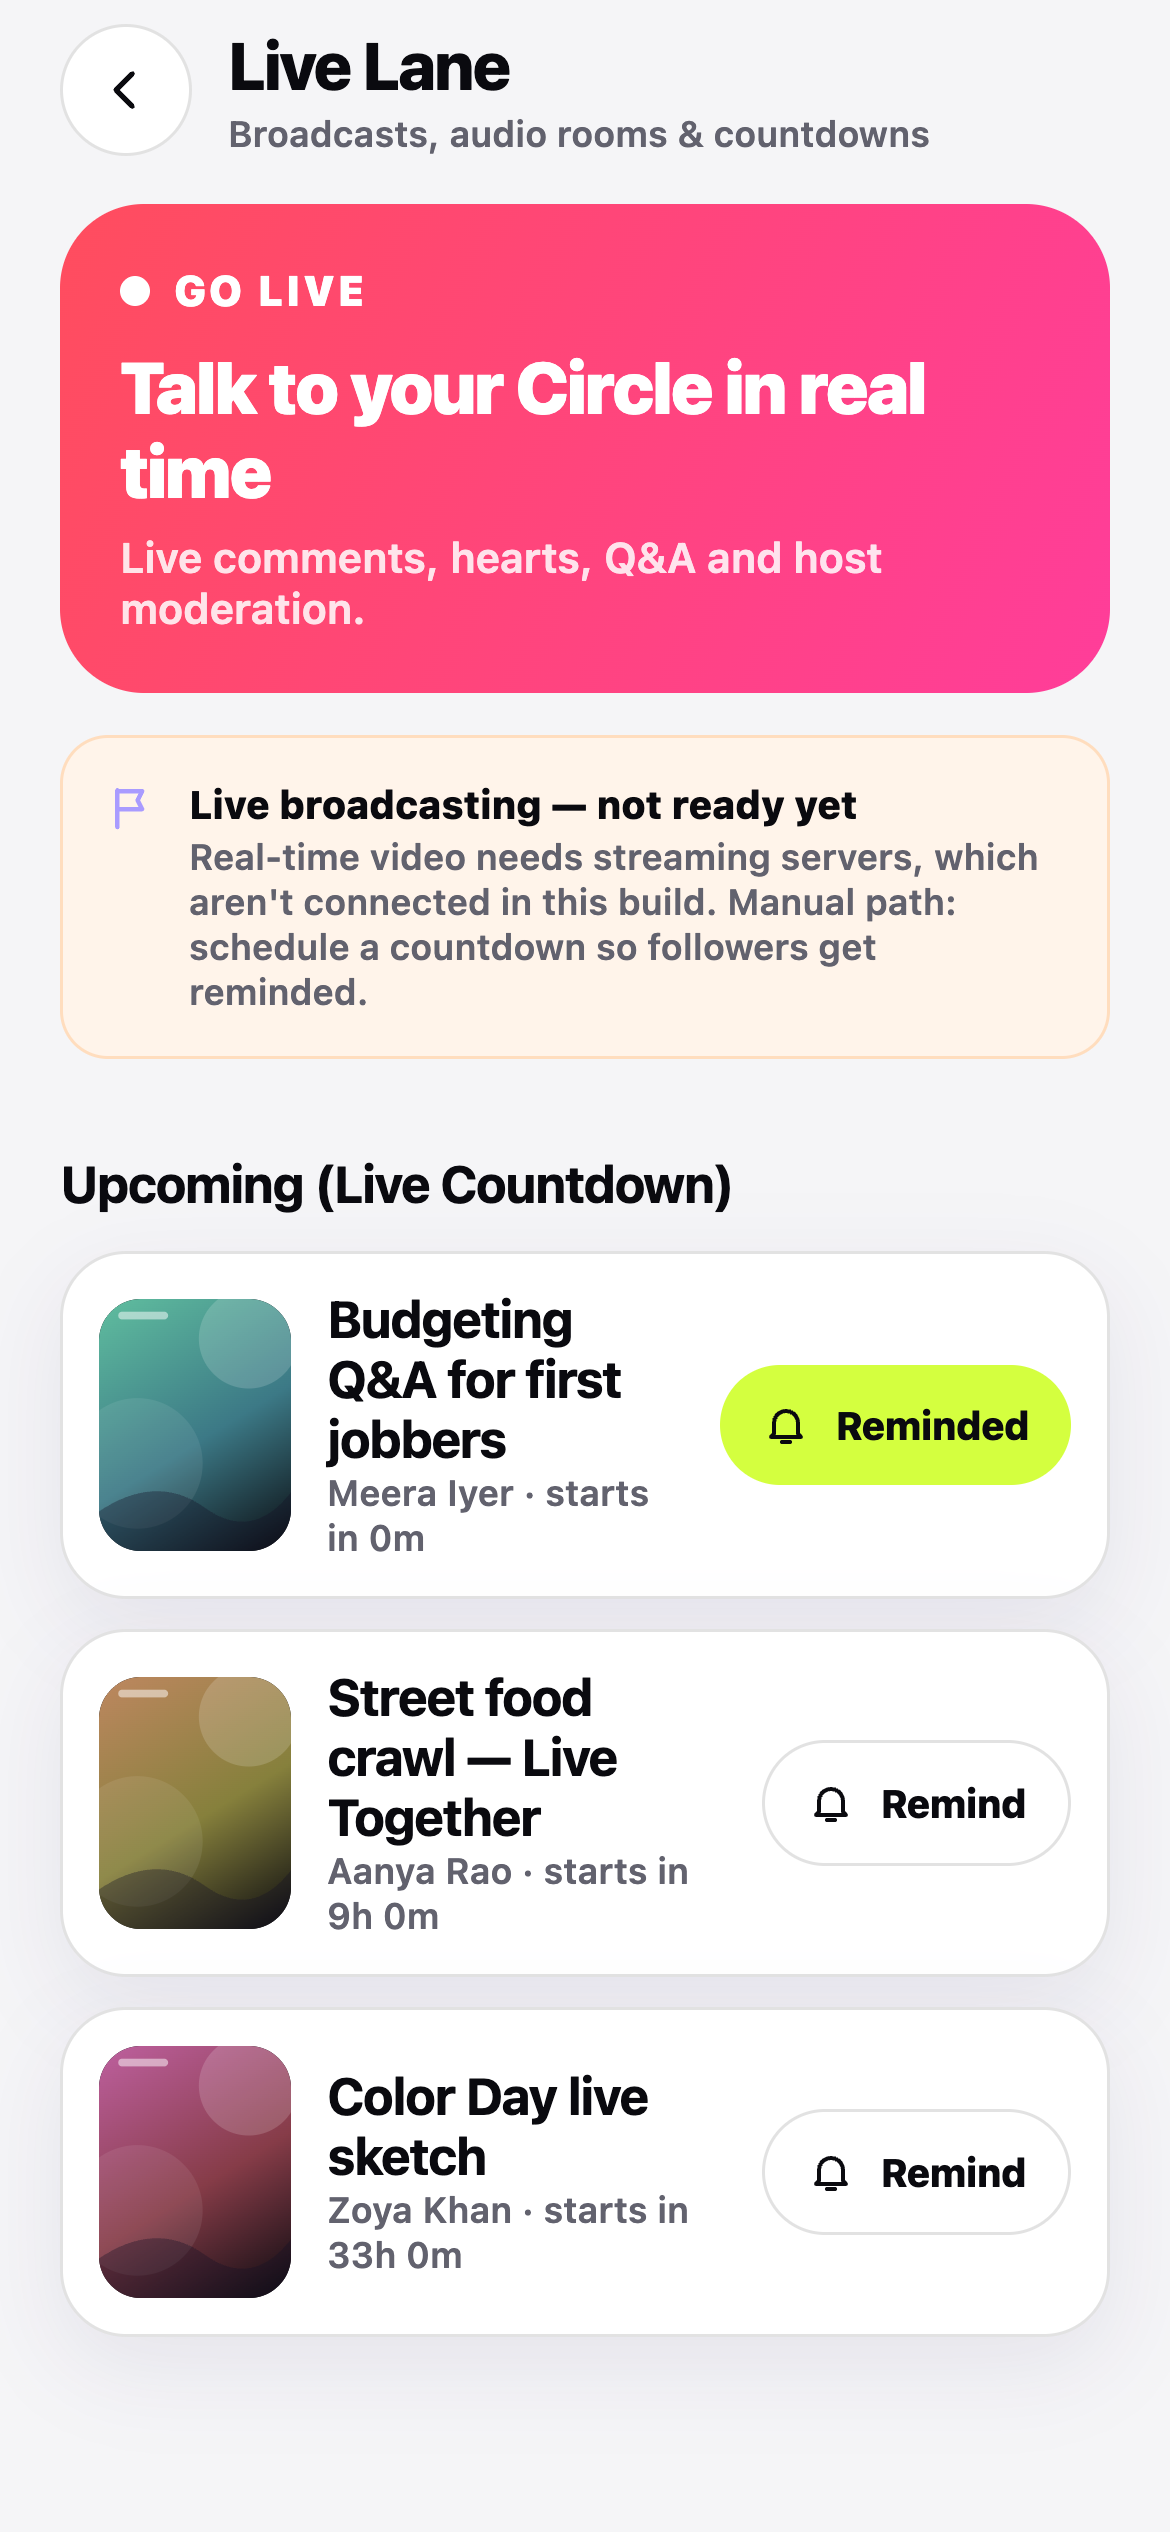 Live Lane
Broadcasts, audio rooms & countdowns
GO LIVE
Talk to your Circle in real
time
Live comments, hearts, Q&A and host
moderation.
Live broadcasting — not ready yet
Real-time video needs streaming servers, which
aren't connected in this build. Manual path:
schedule a countdown so followers get
reminded.
Upcoming (Live Countdown)
Budgeting
Q&A for first
jobbers
Meera Iyer · starts
in 0m
Reminded
Street food
crawl — Live
Together
Aanya Rao · starts in
9h 0m
Remind
Color Day live
sketch
Zoya Khan · starts in
33h 0m
Remind